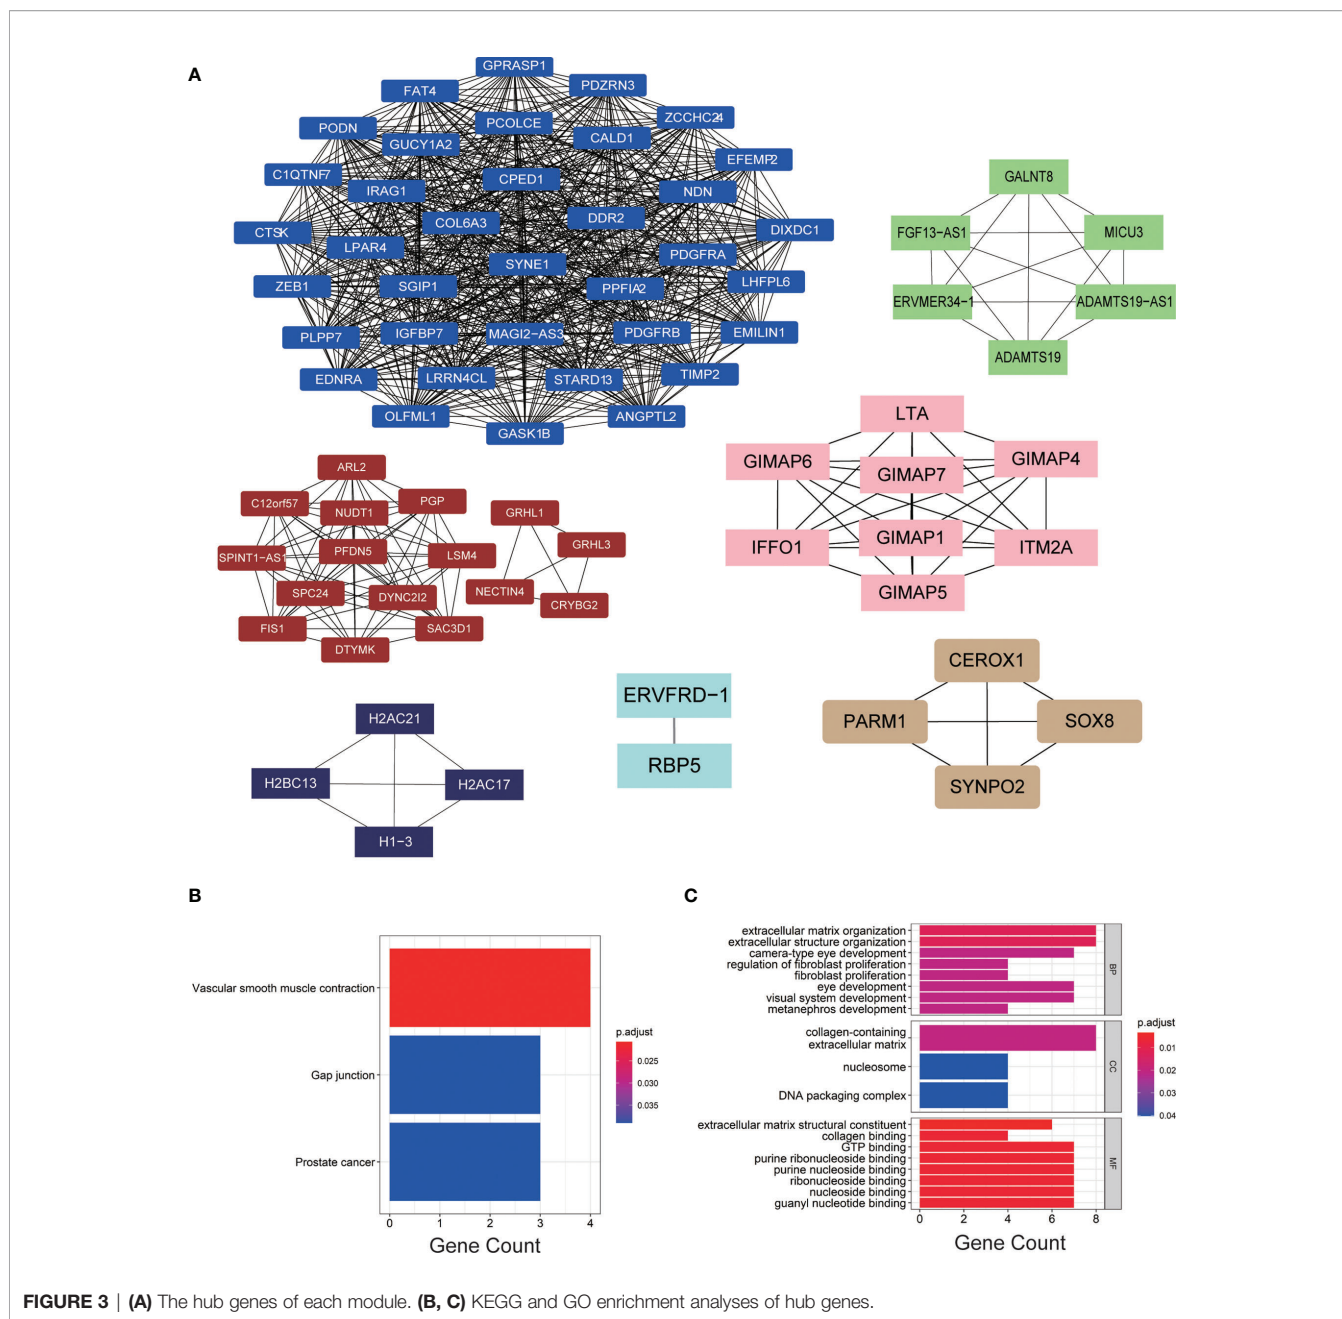 A
GPRASP1
FAT4
PDZRN3
PODN
PCOLCE
ZCCHC24
GUCY1A2
CALD1
C1QTNF7
EFEMP2
IRAG1
CPED1
NDN
CTSK
COL6A3
DDR2
DIXDC1
LPAR4
SYNE1
PDGFRA
ZEB1
SGIP1
PPFIA2
LHFPL6
PLPP7
IGFBP7
MAGI2-AS3
PDGFRB
EMILIN1
EDNRA
LRRN4CL
STARD13
TIMP2
OLFML1
GASK1B
ANGPTL2
GALNT8
FGF13-AS1
MICU3
ERVMER34-1
ADAMTS19-AS1
ADAMTS19
LTA
GIMAP6
GIMAP7
GIMAP4
IFFO1
GIMAP1
ITM2A
GIMAP5
ARL2
C12orf57
PGP
NUDT1
SPINT1-AS1
PFDN5
LSM4
SPC24
DYNC2I2
FIS1
SAC3D1
DTYMK
GRHL1
GRHL3
NECTIN4
CRYBG2
CEROX1
PARM1
SOX8
SYNPO2
ERVFRD-1
RBP5
H2AC21
H2BC13
H2AC17
H1-3
B
Vascular smooth muscle contraction
Gap junction
Prostate cancer
0 1 2 3 4
Gene Count
p.adjust
0.025
0.030
0.035
C
extracellular matrix organization
extracellular structure organization
camera-type eye development
regulation of fibroblast proliferation
fibroblast proliferation
eye development
visual system development
metanephros development
BP
collagen-containing
extracellular matrix
nucleosome
DNA packaging complex
CC
extracellular matrix structural constituent
collagen binding
GTP binding
purine ribonucleoside binding
purine nucleoside binding
ribonucleoside binding
nucleoside binding
guanyl nucleotide binding
MF
0 2 4 6 8
Gene Count
p.adjust
0.01
0.02
0.03
0.04
FIGURE 3 | (A) The hub genes of each module. (B, C) KEGG and GO enrichment analyses of hub genes.